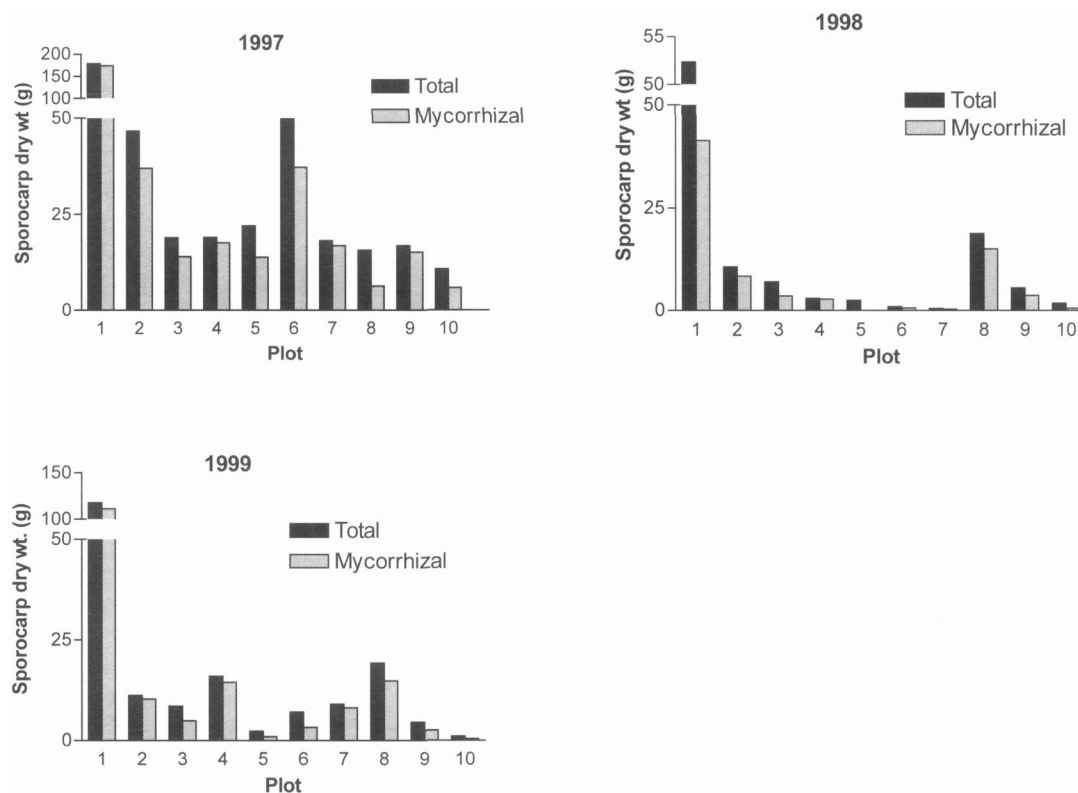 1997
Sporocarp dry wt (g)
200
150
100
50
25
0
Total
Mycorrhizal
1 2 3 4 5 6 7 8 9 10
Plot
1998
Sporocarp dry wt (g)
55
50
50
25
0
Total
Mycorrhizal
1 2 3 4 5 6 7 8 9 10
Plot
1999
Sporocarp dry wt. (g)
150
100
50
25
0
Total
Mycorrhizal
1 2 3 4 5 6 7 8 9 10
Plot